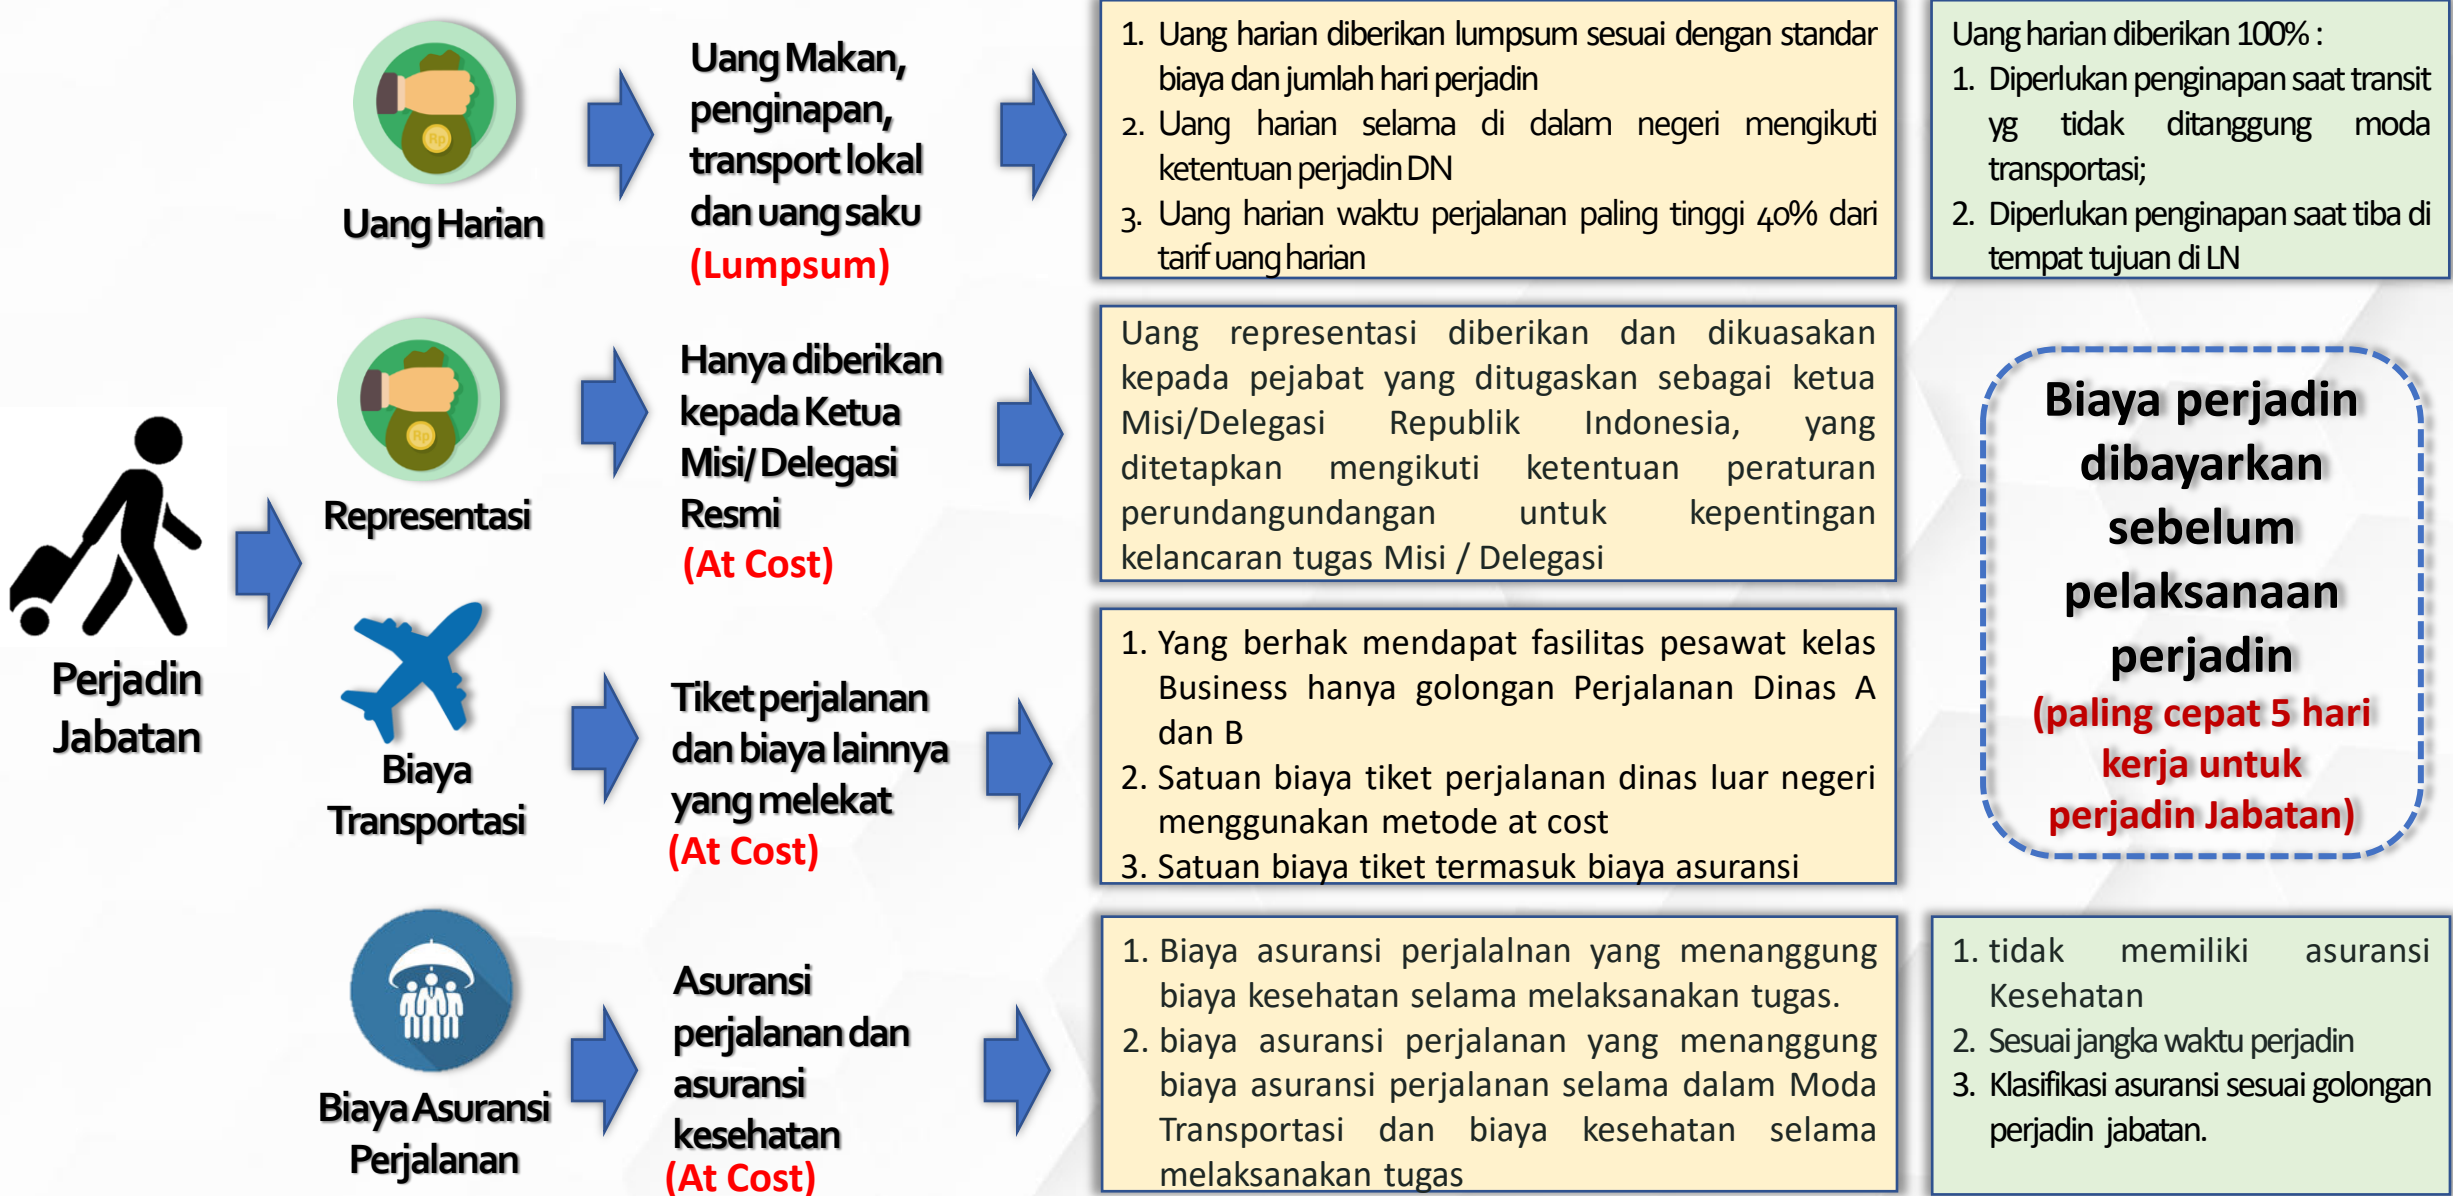 Perjadin
Jabatan
Uang Harian
Uang Makan,
penginapan,
transport lokal
dan uang saku
(Lumpsum)
1. Uang harian diberikan lumpsum sesuai dengan standar
biaya dan jumlah hari perjadin
2. Uang harian selama di dalam negeri mengikuti
ketentuan perjadin DN
3. Uang harian waktu perjalanan paling tinggi 40% dari
tarif uang harian
Uang harian diberikan 100% :
1. Diperlukan penginapan saat transit
yg tidak ditanggung moda
transportasi;
2. Diperlukan penginapan saat tiba di
tempat tujuan di LN
Representasi
Hanya diberikan
kepada Ketua
Misi/ Delegasi
Resmi
(At Cost)
Uang representasi diberikan dan dikuasakan
kepada pejabat yang ditugaskan sebagai ketua
Misi/Delegasi Republik Indonesia, yang
ditetapkan mengikuti ketentuan peraturan
perundangundangan untuk kepentingan
kelancaran tugas Misi / Delegasi
Biaya perjadin
dibayarkan
sebelum
pelaksanaan
perjadin
(paling cepat 5 hari
kerja untuk
perjadin Jabatan)
Biaya
Transportasi
Tiket perjalanan
dan biaya lainnya
yang melekat
(At Cost)
1. Yang berhak mendapat fasilitas pesawat kelas
Business hanya golongan Perjalanan Dinas A
dan B
2. Satuan biaya tiket perjalanan dinas luar negeri
menggunakan metode at cost
3. Satuan biaya tiket termasuk biaya asuransi
Biaya Asuransi
Perjalanan
Asuransi
perjalanan dan
asuransi
kesehatan
(At Cost)
1. Biaya asuransi perjalalnan yang menanggung
biaya kesehatan selama melaksanakan tugas.
2. biaya asuransi perjalanan yang menanggung
biaya asuransi perjalanan selama dalam Moda
Transportasi dan biaya kesehatan selama
melaksanakan tugas
1. tidak memiliki asuransi
Kesehatan
2. Sesuai jangka waktu perjadin
3. Klasifikasi asuransi sesuai golongan
perjadin jabatan.
Rp
Rp